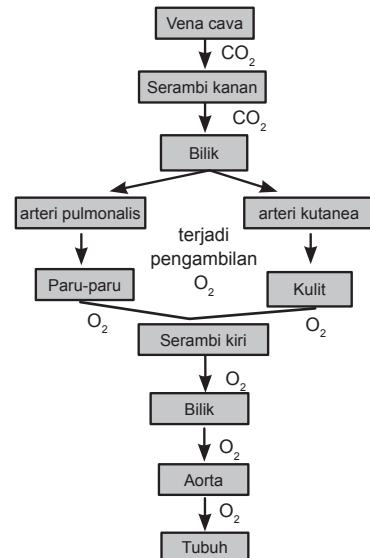 Vena cava
CO₂
Serambi kanan
CO₂
Bilik
arteri pulmonalis
arteri kutanea
terjadi
pengambilan
O₂
Paru-paru
Kulit
O₂
O₂
Serambi kiri
O₂
Bilik
O₂
Aorta
O₂
Tubuh